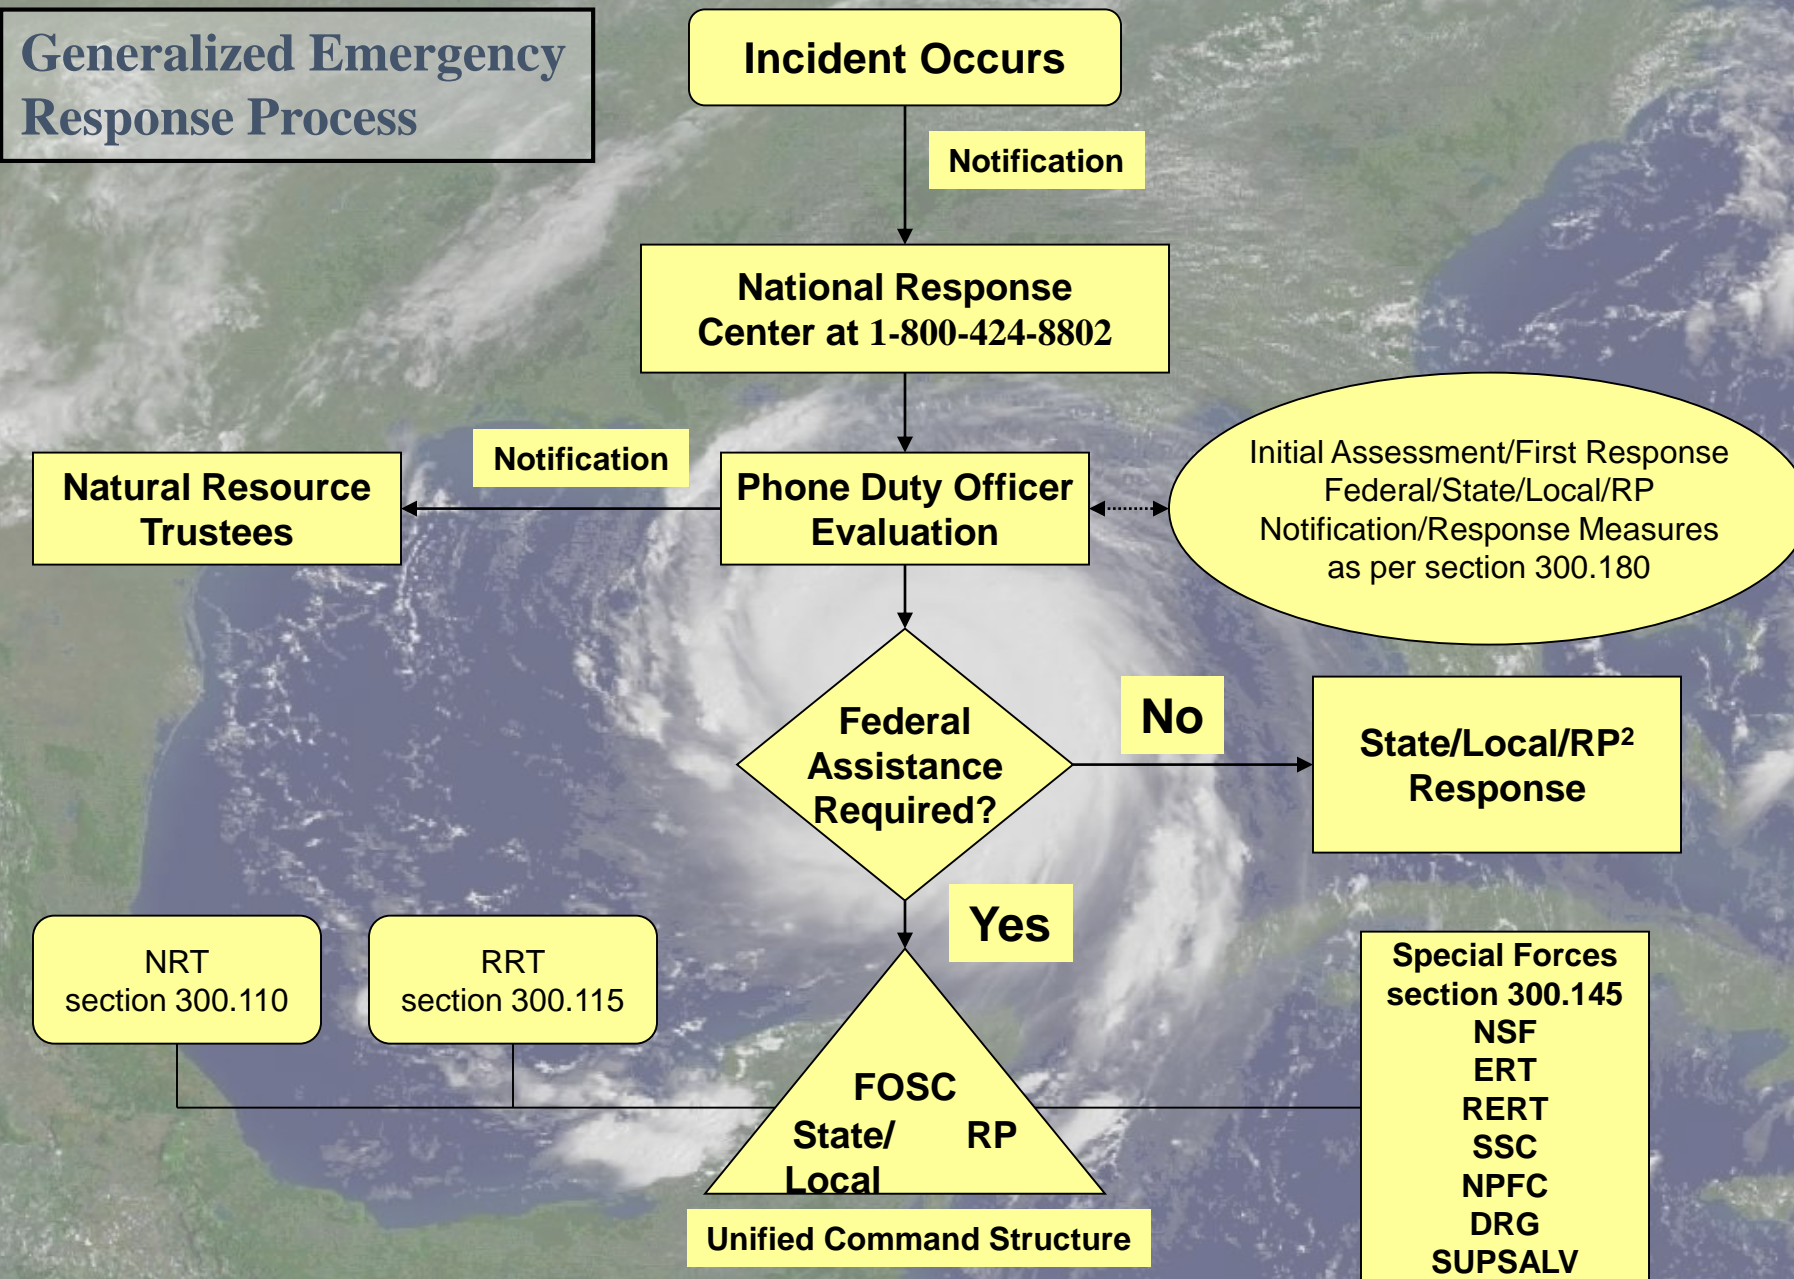 Generalized Emergency
Response Process
Incident Occurs
Notification
National Response
Center at 1-800-424-8802
Notification
Natural Resource
Trustees
Phone Duty Officer
Evaluation
Initial Assessment/First Response
Federal/State/Local/RP
Notification/Response Measures
as per section 300.180
Federal
Assistance
Required?
No
State/Local/RP²
Response
Yes
NRT
section 300.110
RRT
section 300.115
FOSC
State/ RP
Local
Unified Command Structure
Special Forces
section 300.145
NSF
ERT
RERT
SSC
NPFC
DRG
SUPSALV